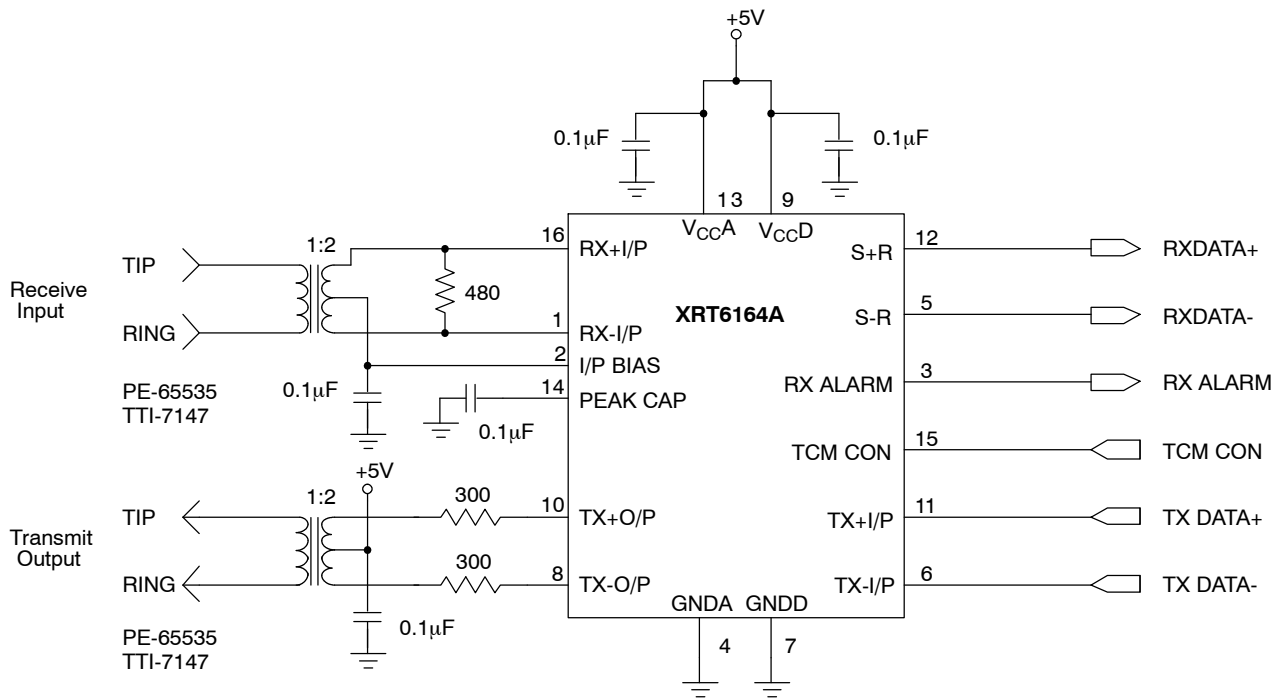 +5V
0.1µF
0.1µF
13
9
VCCA
VCCD
1:2
16
RX+I/P
S+R
12
RXDATA+
TIP
Receive
Input
480
XRT6164A
RING
1
RX-I/P
S-R
5
RXDATA-
2
I/P BIAS
PE-65535
TTI-7147
0.1µF
14
PEAK CAP
0.1µF
RX ALARM
3
RX ALARM
TCM CON
15
TCM CON
+5V
1:2
300
TIP
10
TX+O/P
TX+I/P
11
TX DATA+
Transmit
Output
300
RING
8
TX-O/P
TX-I/P
6
TX DATA-
GNDA
GNDD
0.1µF
4
7
PE-65535
TTI-7147